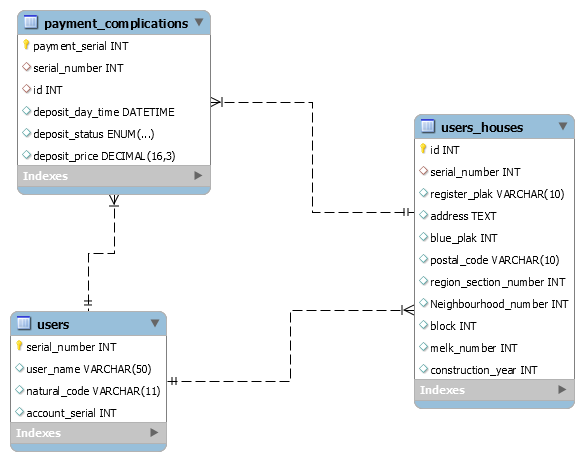 payment_complications
payment_serial INT
serial_number INT
id INT
deposit_day_time DATETIME
deposit_status ENUM(...)
deposit_price DECIMAL(16,3)
Indexes
users_houses
id INT
serial_number INT
register_plak VARCHAR(10)
address TEXT
blue_plak INT
postal_code VARCHAR(10)
region_section_number INT
Neighbourhood_number INT
block INT
melk_number INT
construction_year INT
Indexes
users
serial_number INT
user_name VARCHAR(50)
natural_code VARCHAR(11)
account_serial INT
Indexes